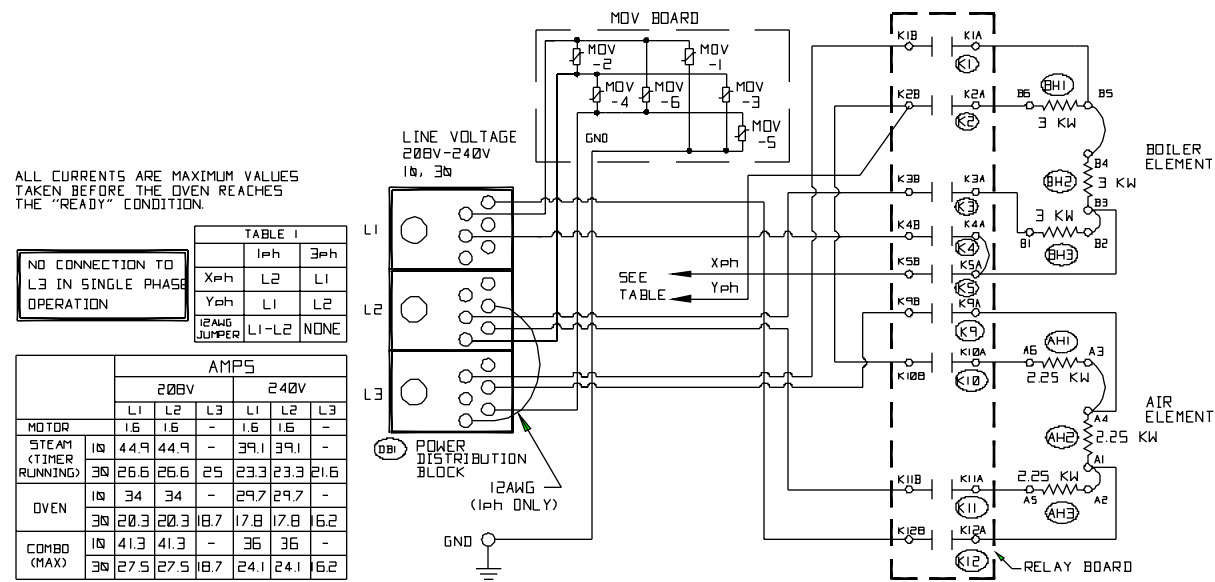 MOV BOARD
MOV
-2
MOV
-1
MOV
-4
MOV
-6
MOV
-3
MOV
-5
GND
LINE VOLTAGE
208V-240V
1Ø, 3Ø
ALL CURRENTS ARE MAXIMUM VALUES
TAKEN BEFORE THE OVEN REACHES
THE "READY" CONDITION.
NO CONNECTION TO
L3 IN SINGLE PHASE
OPERATION
TABLE 1
1ph 3ph
Xph L2 L1
Yph L1 L2
12AWG
JUMPER L1-L2 NONE
AMPS
208V 240V
L1 L2 L3 L1 L2 L3
MOTOR 1.6 1.6 - 1.6 1.6 -
STEAM
(TIMER
RUNNING)
1Ø 44.9 44.9 - 39.1 39.1 -
3Ø 26.6 26.6 25 23.3 23.3 21.6
OVEN
1Ø 34 34 - 29.7 29.7 -
3Ø 20.3 20.3 18.7 17.8 17.8 16.2
COMBO
(MAX)
1Ø 41.3 41.3 - 36 36 -
3Ø 27.5 27.5 18.7 24.1 24.1 16.2
L1
L2
L3
DB1
POWER
DISTRIBUTION
BLOCK
12AWG
(1ph ONLY)
GND
SEE
TABLE
Xph
Yph
K1B K1A
K1
K2B K2A
K2
K3B K3A
K3
K4B K4A
K4
K5B K5A
K5
K9B K9A
K9
K10B K10A
K10
K11B K11A
K11
K12B K12A
K12
RELAY BOARD
B6 BH1 B5
3 KW
B4
BH2 3 KW
B3
3 KW
B1 B2
BH3
BOILER
ELEMENT
A6 AH1 A3
2.25 KW
A4
AH2 2.25 KW
A1
2.25 KW
A5 A2
AH3
AIR
ELEMENT